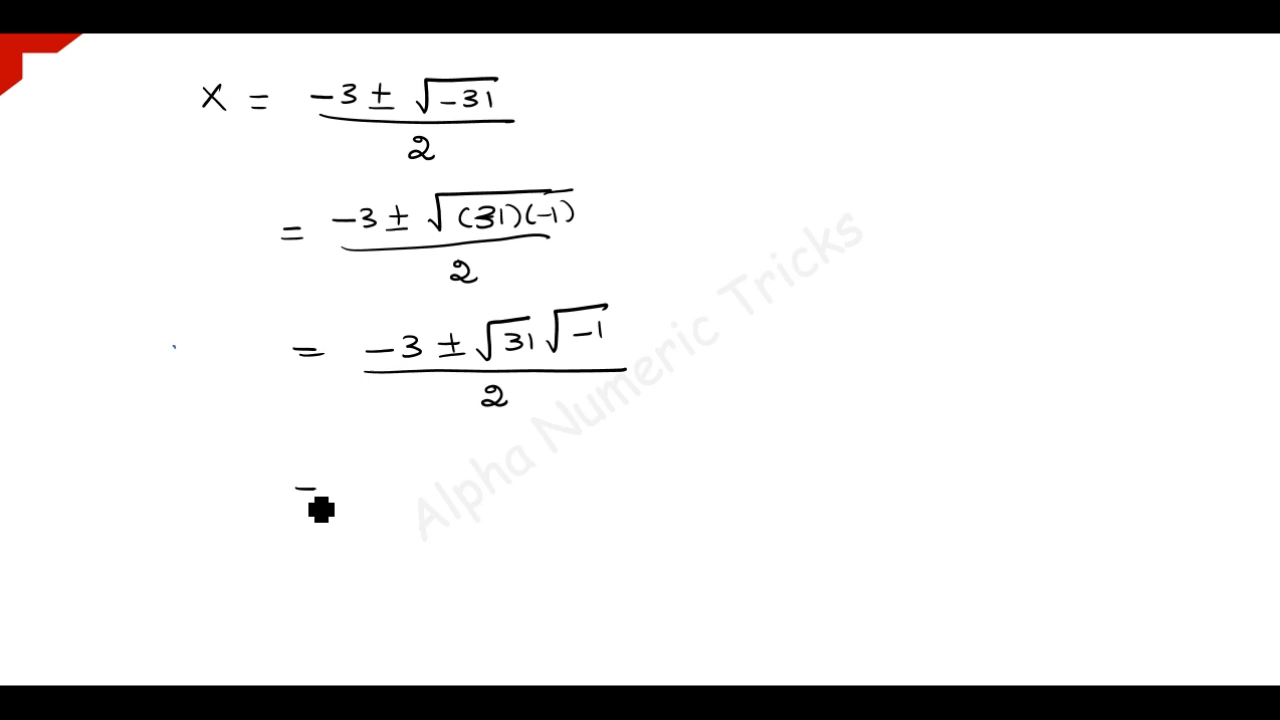 x = (-3 ± √-31) / 2
= (-3 ± √(31)(-1)) / 2
= (-3 ± √31 √-1) / 2
Alpha Numeric Tricks